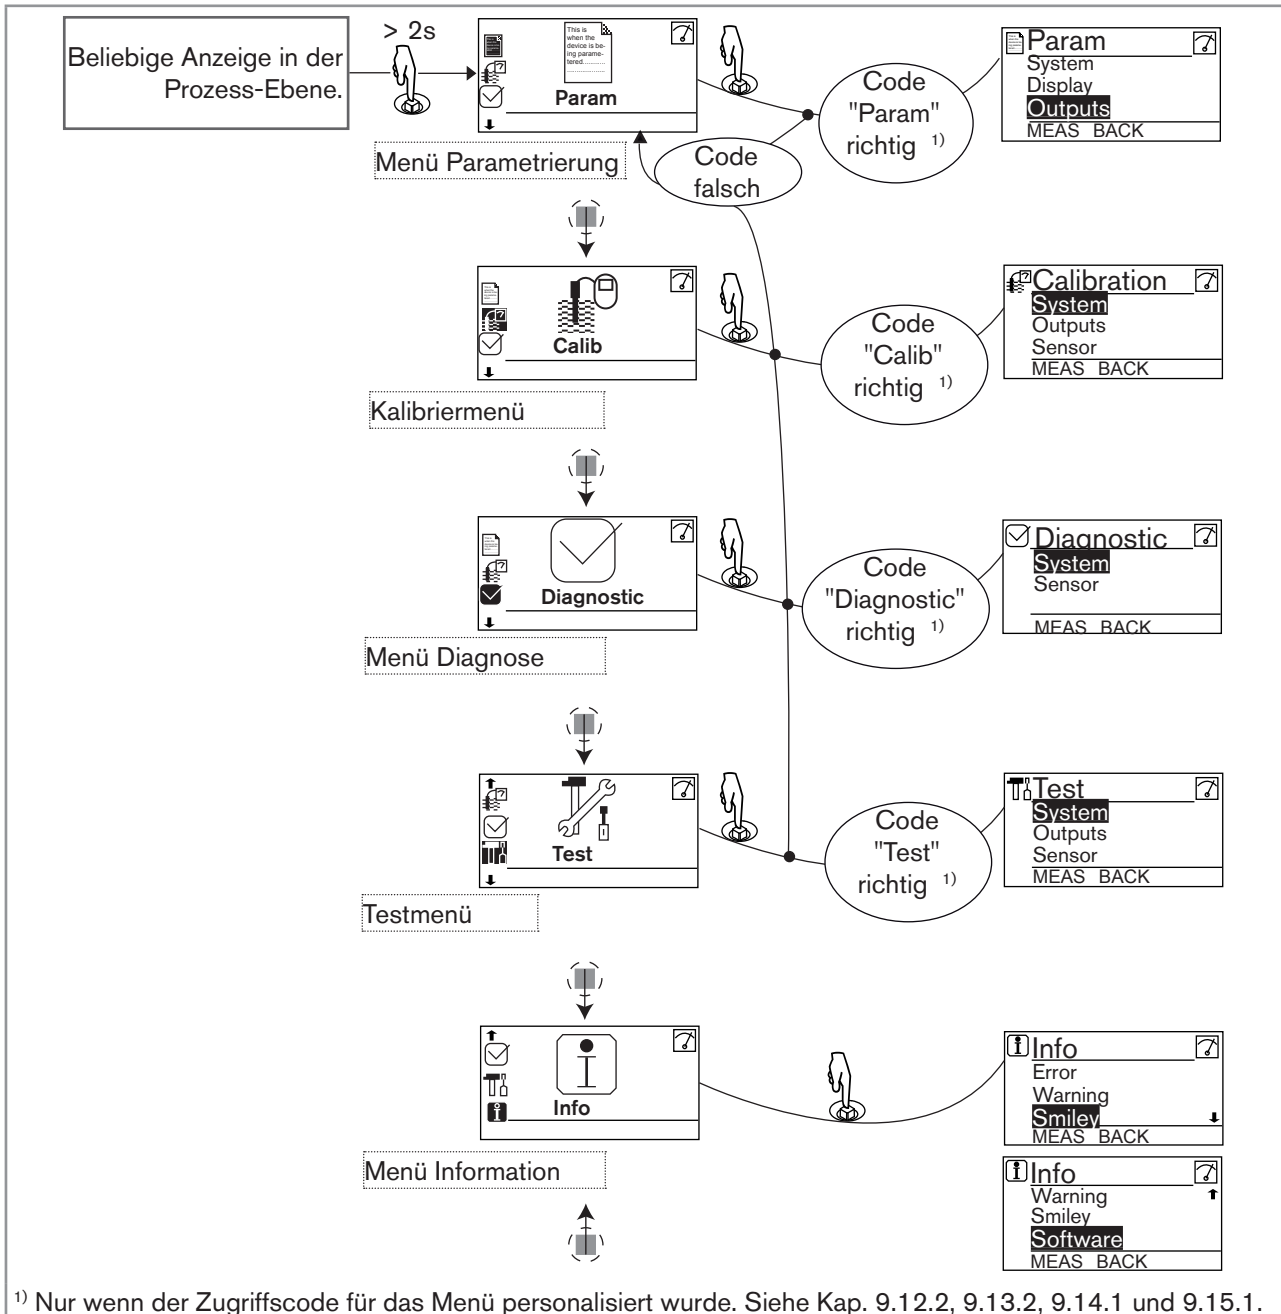 Beliebige Anzeige in der
Prozess-Ebene.
> 2s
This is
when the
device is be-
ing parame-
tered..........
Param
Menü Parametrierung
Code
falsch
Code
"Param"
richtig 1)
Param
System
Display
Outputs
MEAS BACK
Calib
Kalibriermenü
Code
"Calib"
richtig 1)
Calibration
System
Outputs
Sensor
MEAS BACK
Diagnostic
Menü Diagnose
Code
"Diagnostic"
richtig 1)
Diagnostic
System
Sensor
MEAS BACK
Test
Testmenü
Code
"Test"
richtig 1)
Test
System
Outputs
Sensor
MEAS BACK
Info
Menü Information
Info
Error
Warning
Smiley
MEAS BACK
Info
Warning
Smiley
Software
MEAS BACK
1) Nur wenn der Zugriffscode für das Menü personalisiert wurde. Siehe Kap. 9.12.2, 9.13.2, 9.14.1 und 9.15.1.